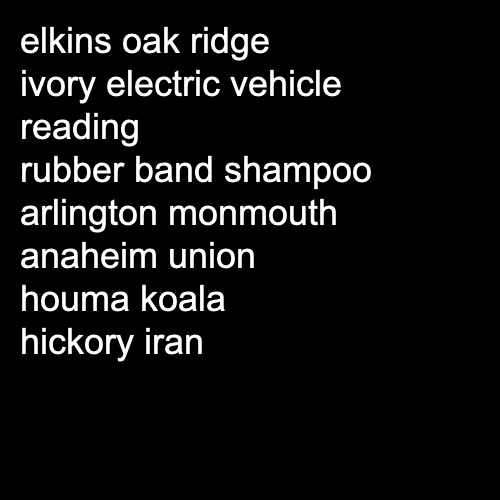 elkins oak ridge
ivory electric vehicle
reading
rubber band shampoo
arlington monmouth
anaheim union
houma koala
hickory iran